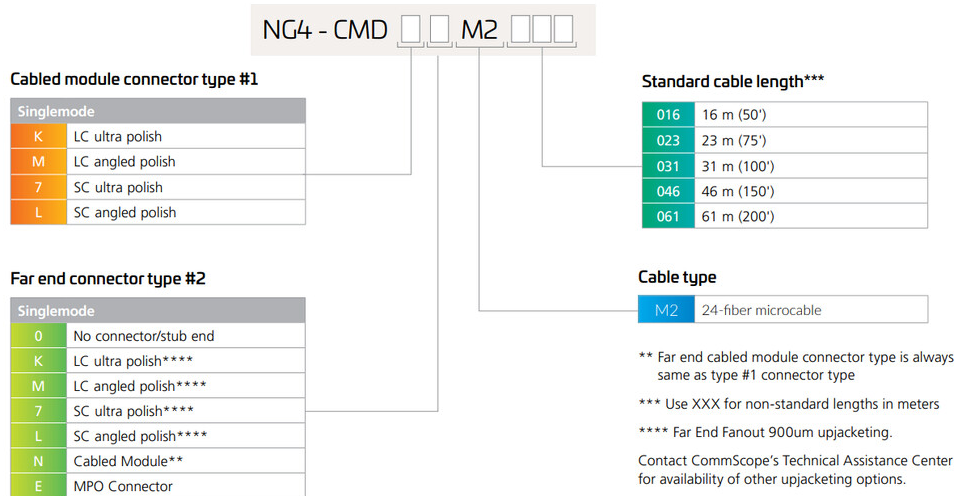 NG4 - CMD M2
Cabled module connector type #1
Singlemode
K LC ultra polish
M LC angled polish
7 SC ultra polish
L SC angled polish
Far end connector type #2
Singlemode
0 No connector/stub end
K LC ultra polish****
M LC angled polish****
7 SC ultra polish****
L SC angled polish****
N Cabled Module**
E MPO Connector
Standard cable length***
016 16 m (50')
023 23 m (75')
031 31 m (100')
046 46 m (150')
061 61 m (200')
Cable type
M2 24-fiber microcable
** Far end cabled module connector type is always
same as type #1 connector type
*** Use XXX for non-standard lengths in meters
**** Far End Fanout 900um upjacketing.
Contact CommScope's Technical Assistance Center
for availability of other upjacketing options.